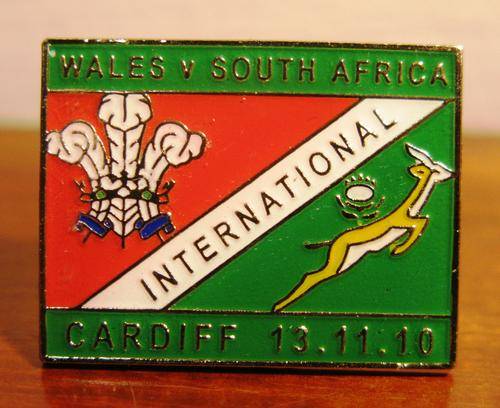 WALES V SOUTH AFRICA
INTERNATIONAL
CARDIFF 13.11.10